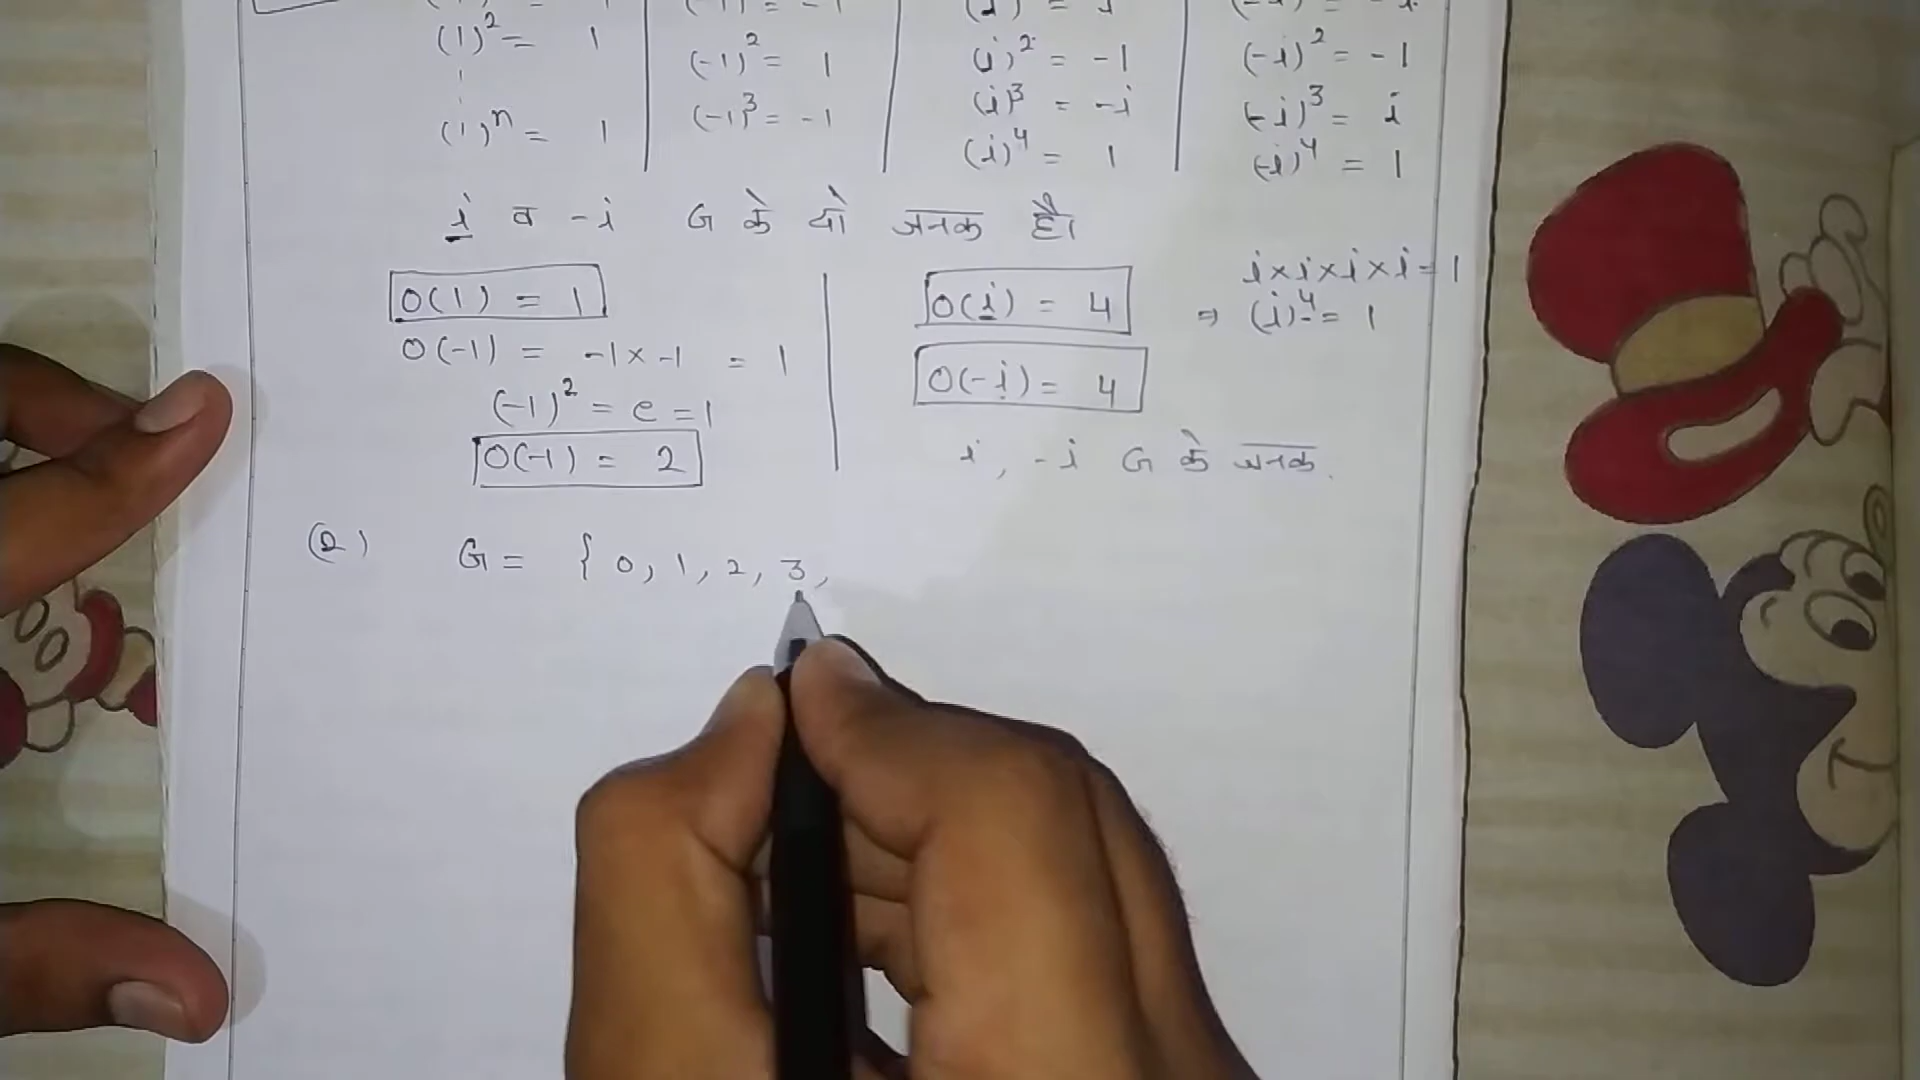 (1)² = 1
(-1)² = 1
(i)² = -1
(-i)² = -1
(1)ⁿ = 1
(-1)³ = -1
(i)³ = -i
(-i)³ = i
(i)⁴ = 1
(-i)⁴ = 1
i व -i G के दो जनक है।
O(1) = 1
O(-1) = -1 × -1 = 1
(-1)² = e = 1
O(-1) = 2
O(i) = 4
i×i×i×i = 1
⇒ (i)⁴ = 1
O(-i) = 4
i, -i G के जनक.
(2) G = { 0, 1, 2, 3,